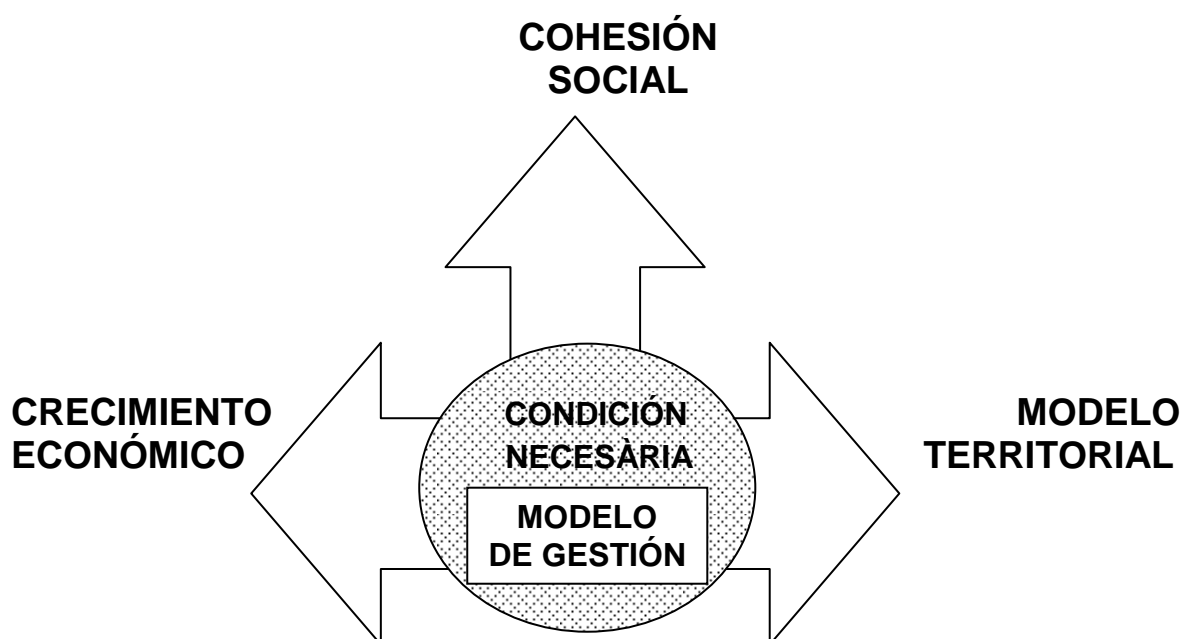 COHESIÓN
SOCIAL
CRECIMIENTO
ECONÓMICO
CONDICIÓN
NECESÀRIA
MODELO
DE GESTIÓN
MODELO
TERRITORIAL